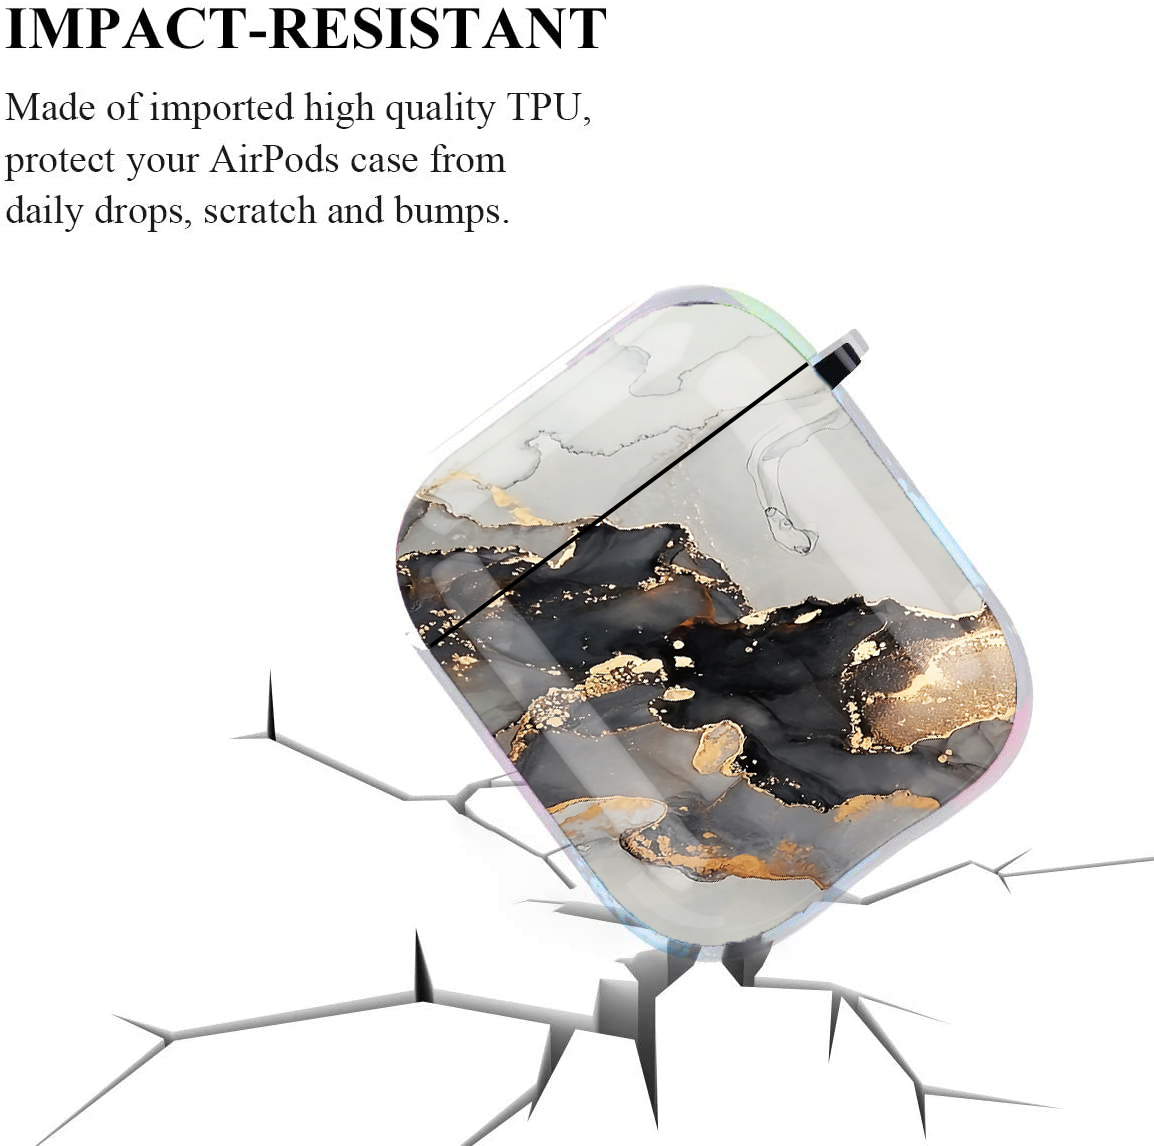 IMPACT-RESISTANT
Made of imported high quality TPU,
protect your AirPods case from
daily drops, scratch and bumps.